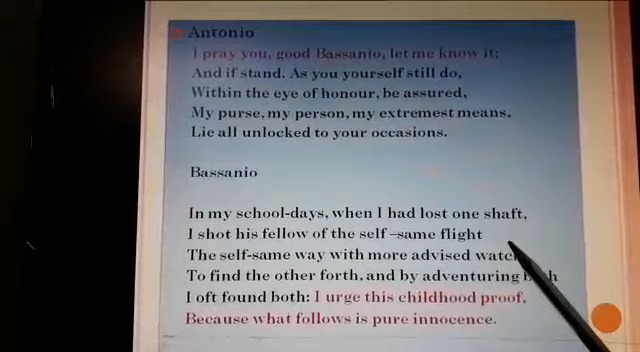 Antonio
I pray you, good Bassanio, let me know it;
And if stand. As you yourself still do,
Within the eye of honour, be assured,
My purse, my person, my extremest means,
Lie all unlocked to your occasions.
Bassanio
In my school-days, when I had lost one shaft,
I shot his fellow of the self –same flight
The self-same way with more advised
To find the other forth, and by adventuring
I oft found both: I urge this childhood proof,
Because what follows is pure innocence.